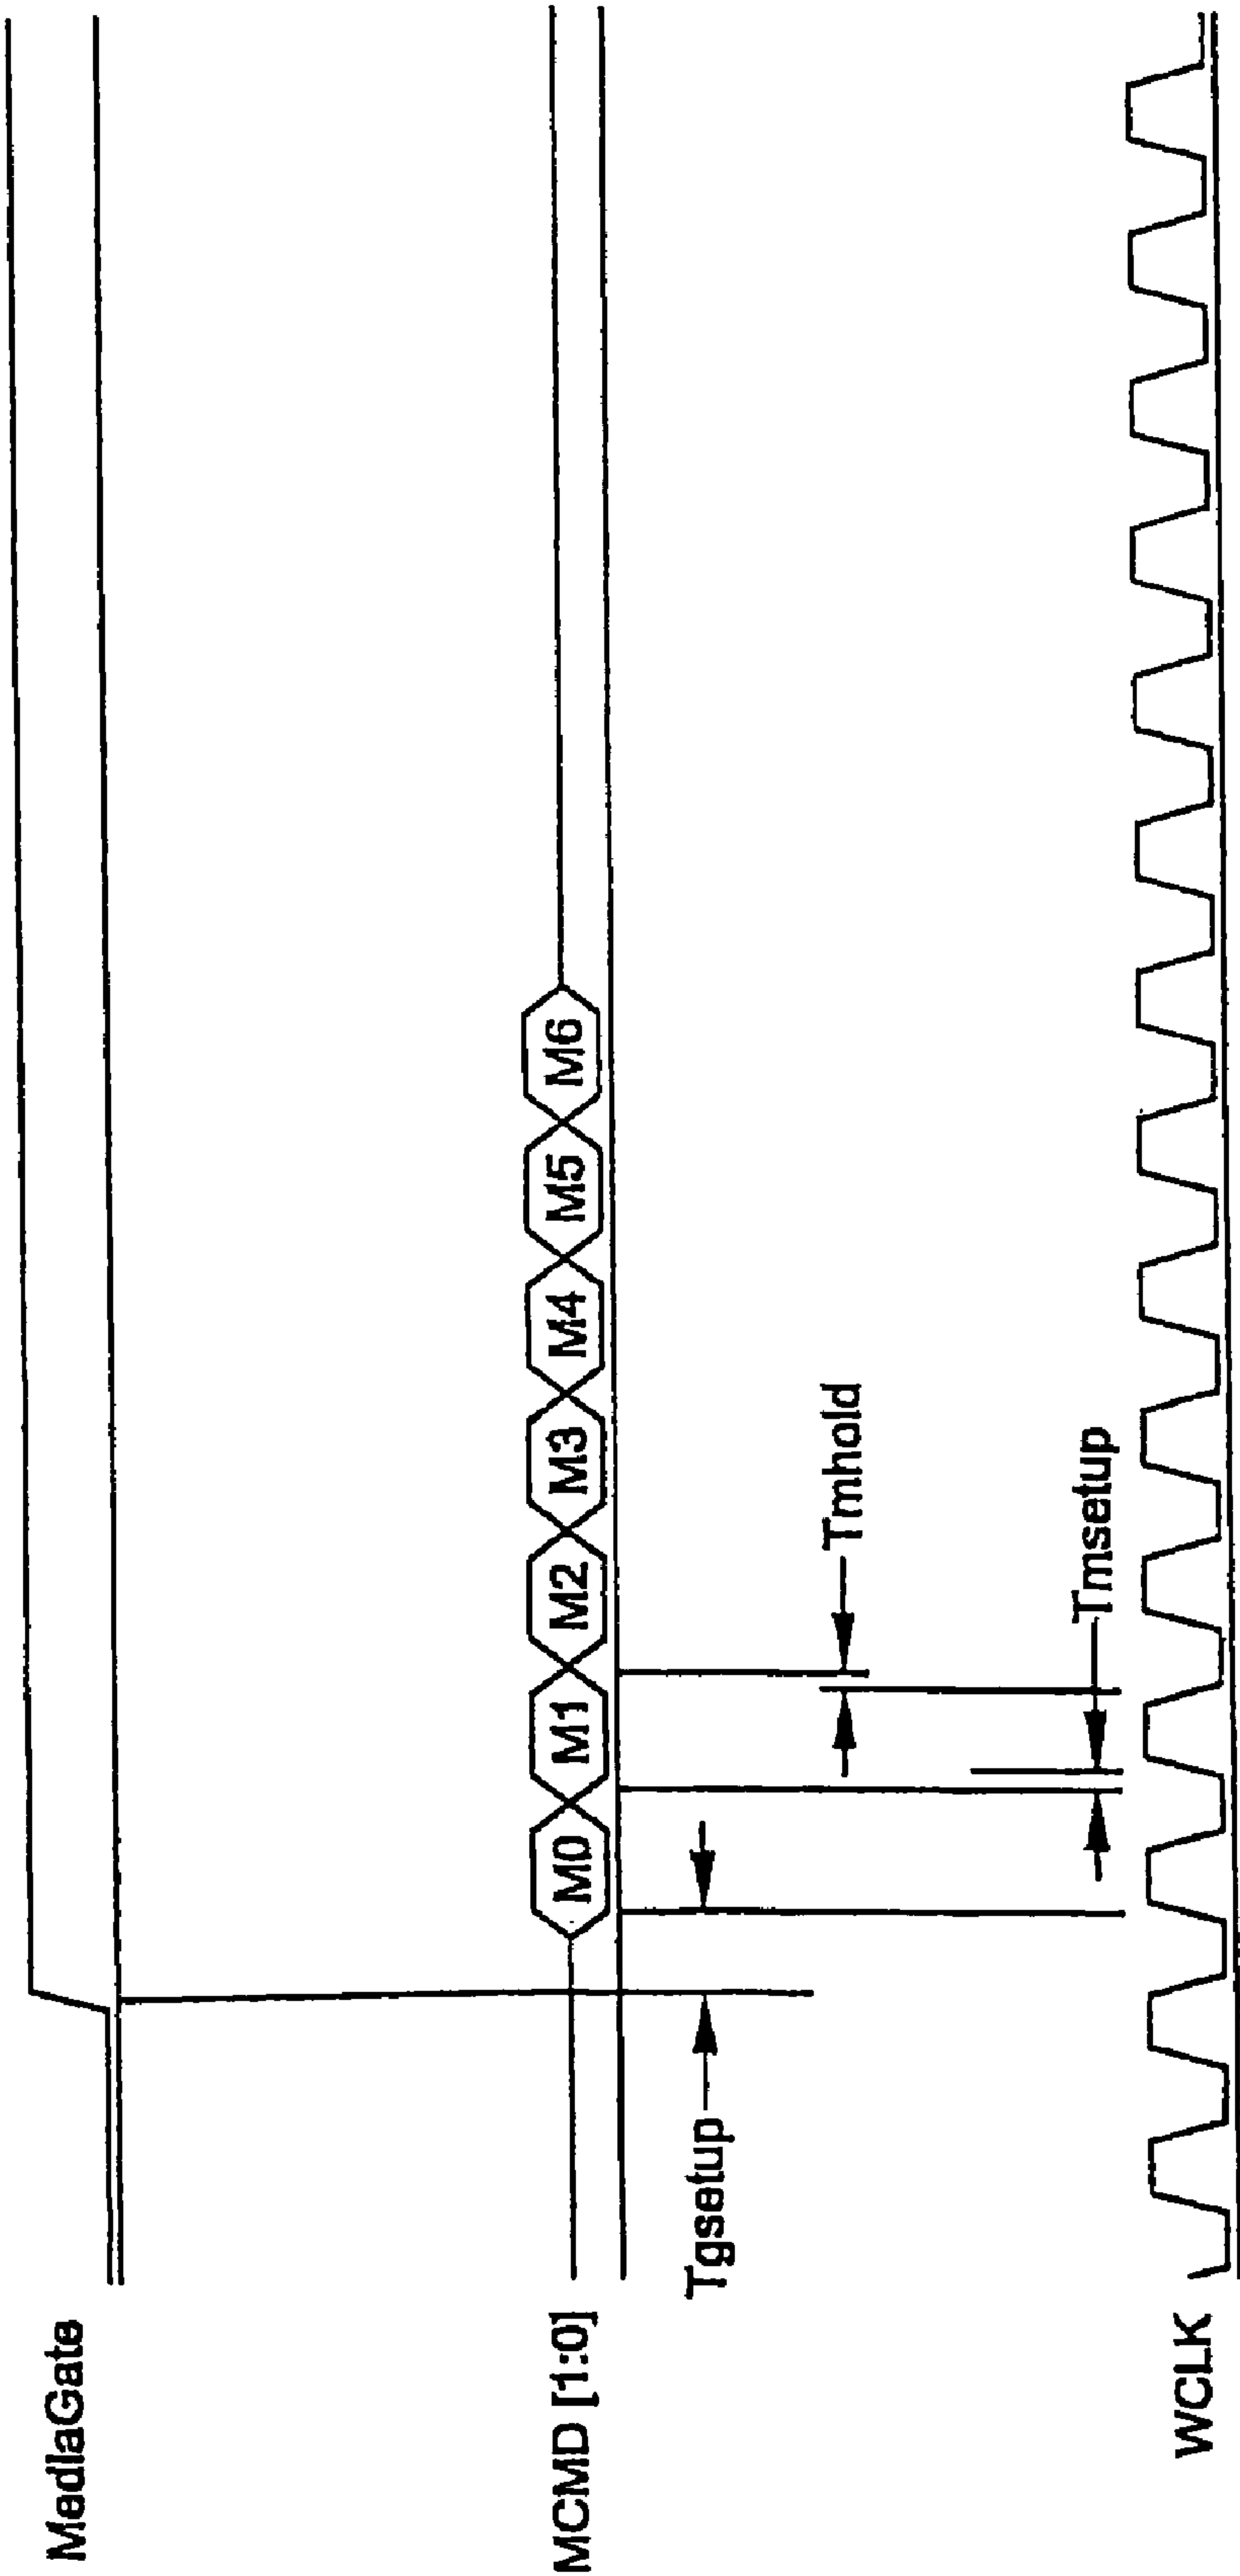 MediaGate
MCMD [1:0]
M0
M1
M2
M3
M4
M5
M6
Tgsetup
Tmhold
Tmsetup
WCLK